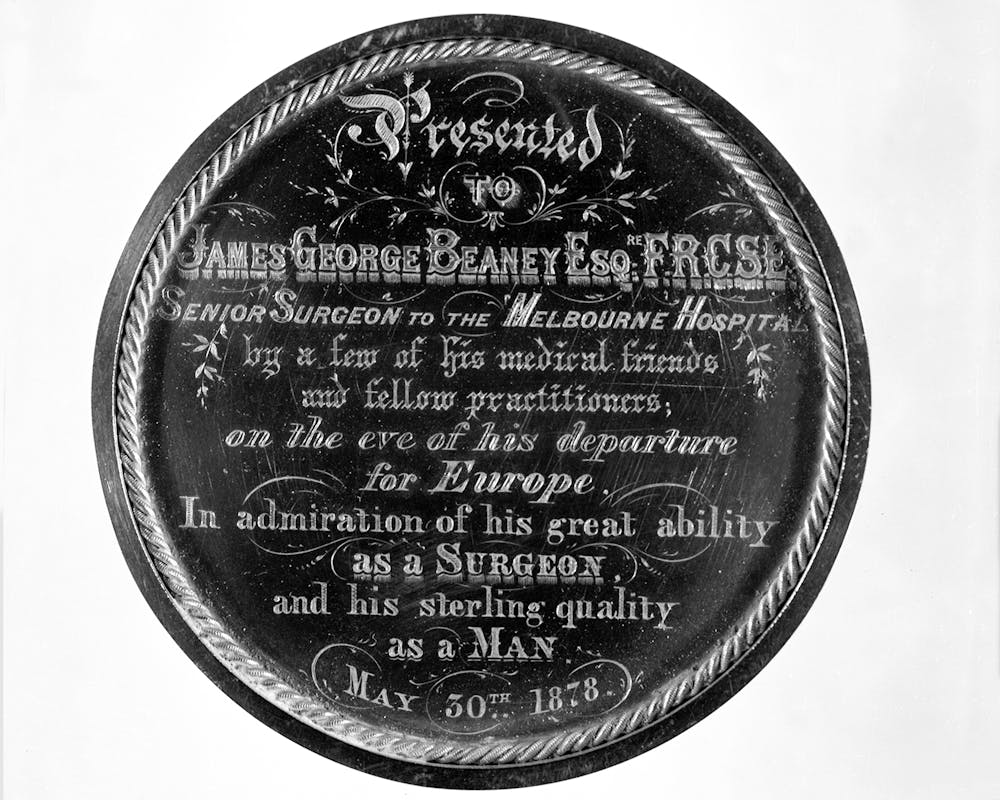 Presented
TO
JAMES GEORGE BEANEY ESQRE. F.R.C.S.E
SENIOR SURGEON TO THE MELBOURNE HOSPITAL
by a few of his medical friends
and fellow practitioners;
on the eve of his departure
for Europe.
In admiration of his great ability
as a SURGEON,
and his sterling quality
as a MAN
MAY 30TH 1878.